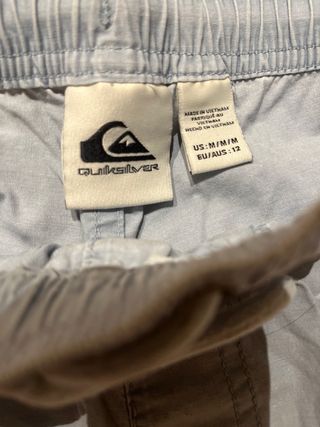 QUIKSILVER
MADE IN VIETNAM
FABRIQUÉ AU
VIETNAM
HECHO EN VIETNAM
US: M/M/M
EU/AUS: 12